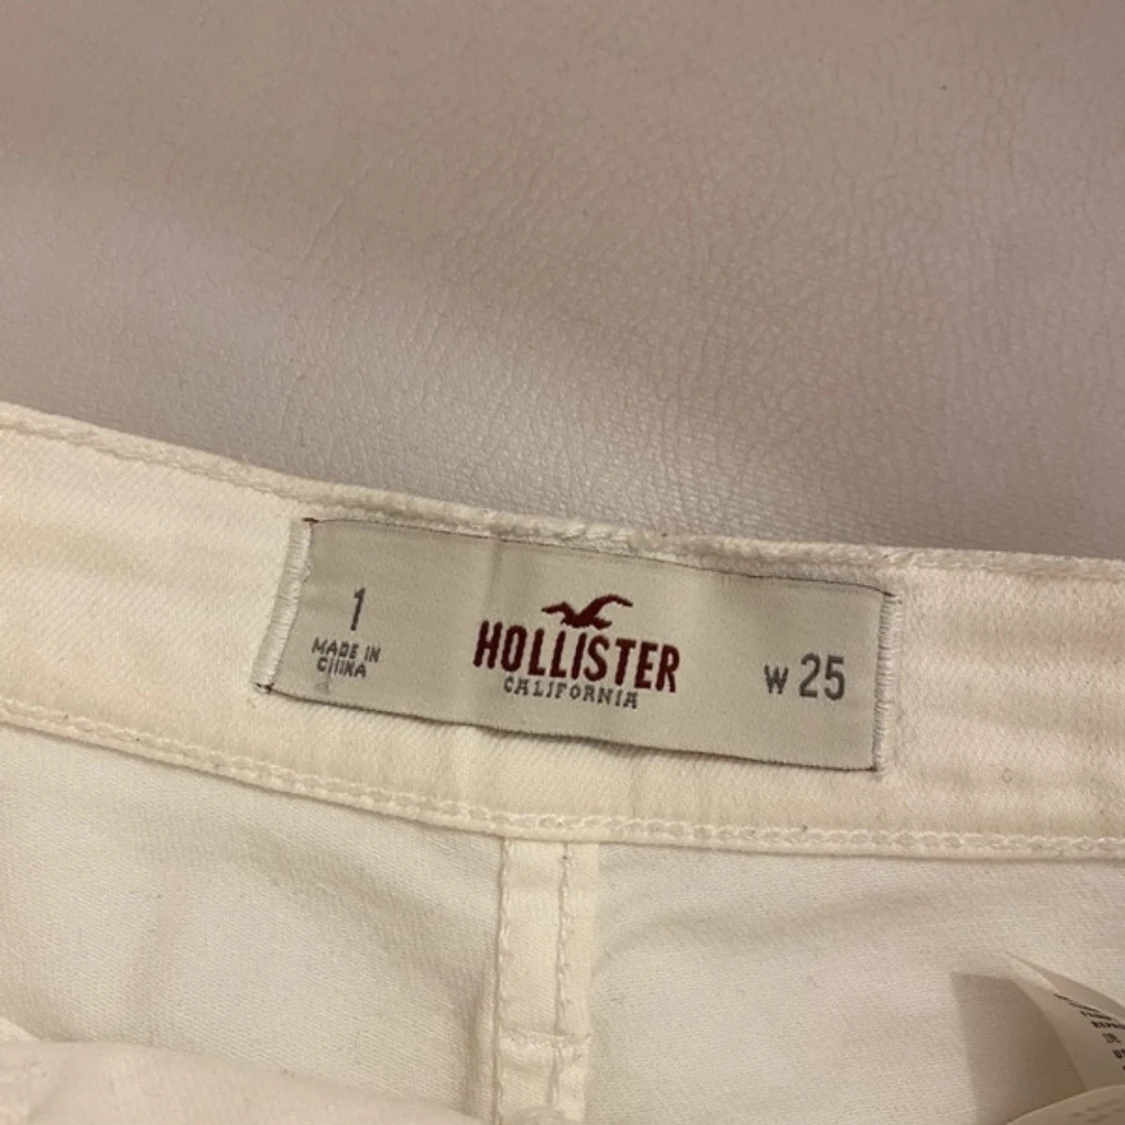 1
MADE IN
CHINA
HOLLISTER
CALIFORNIA
W 25